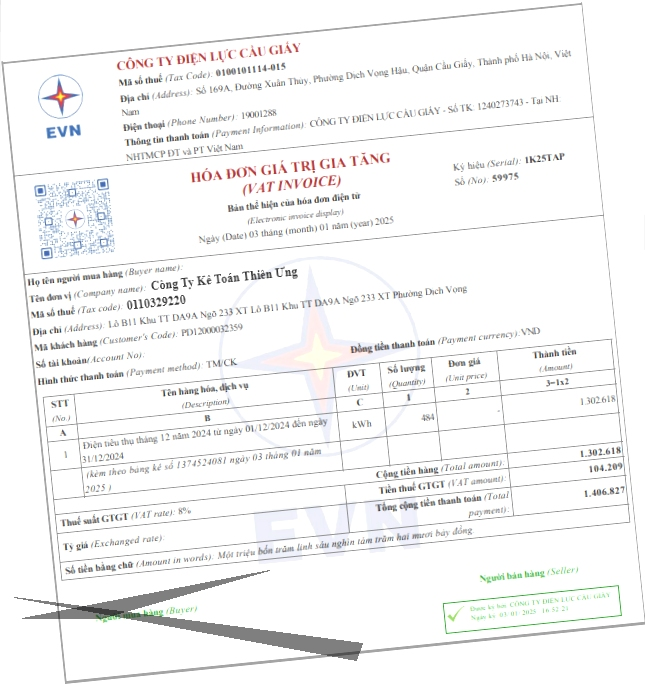 CÔNG TY ĐIỆN LỰC CẦU GIẤY
Mã số thuế (Tax Code): 0100101114-015
Địa chỉ (Address): Số 169A, Đường Xuân Thuỷ, Phường Dịch Vọng Hậu, Quận Cầu Giấy, Thành phố Hà Nội, Việt
Nam
Điện thoại (Phone Number): 19001288
Thông tin thanh toán (Payment Information): CÔNG TY ĐIỆN LỰC CẦU GIẤY - Số TK: 1240273743 - Tại NH:
NHTMCP ĐT và PT Việt Nam
EVN
HÓA ĐƠN GIÁ TRỊ GIA TĂNG
(VAT INVOICE)
Bản thể hiện của hóa đơn điện tử
(Electronic invoice display)
Ngày (Date) 03 tháng (month) 01 năm (year) 2025
Ký hiệu (Serial): 1K25TAP
Số (No): 59975
Họ tên người mua hàng (Buyer name):
Tên đơn vị (Company name): Công Ty Kế Toán Thiên Ưng
Mã số thuế (Tax code): 0110329220
Địa chỉ (Address): Lô B11 Khu TT DA9A Ngõ 233 XT Lô B11 Khu TT DA9A Ngõ 233 XT Phường Dịch Vọng
Mã khách hàng (Customer's Code): PD12000032359
Số tài khoản/Account No):
Hình thức thanh toán (Payment method): TM/CK
Đồng tiền thanh toán (Payment currency): VND
STT (No.) Tên hàng hóa, dịch vụ (Description) ĐVT (Unit) Số lượng (Quantity) Đơn giá (Unit price) Thành tiền (Amount)
A B C 1 2 3=1x2
1 Điện tiêu thụ tháng 12 năm 2024 từ ngày 01/12/2024 đến ngày kWh 484 - 1.302.618
31/12/2024
(kèm theo bảng kê số 1374524081 ngày 03 tháng 01 năm
2025 )
Cộng tiền hàng (Total amount): 1.302.618
Thuế suất GTGT (VAT rate): 8% Tiền thuế GTGT (VAT amount): 104.209
Tỷ giá (Exchanged rate): Tổng cộng tiền thanh toán (Total payment): 1.406.827
Số tiền bằng chữ (Amount in words): Một triệu bốn trăm linh sáu nghìn tám trăm hai mươi bảy đồng
EVN
Người mua hàng (Buyer)
Người bán hàng (Seller)
Được ký bởi: CÔNG TY ĐIỆN LỰC CẦU GIẤY
Ngày ký: 03/01/2025 16:52:21